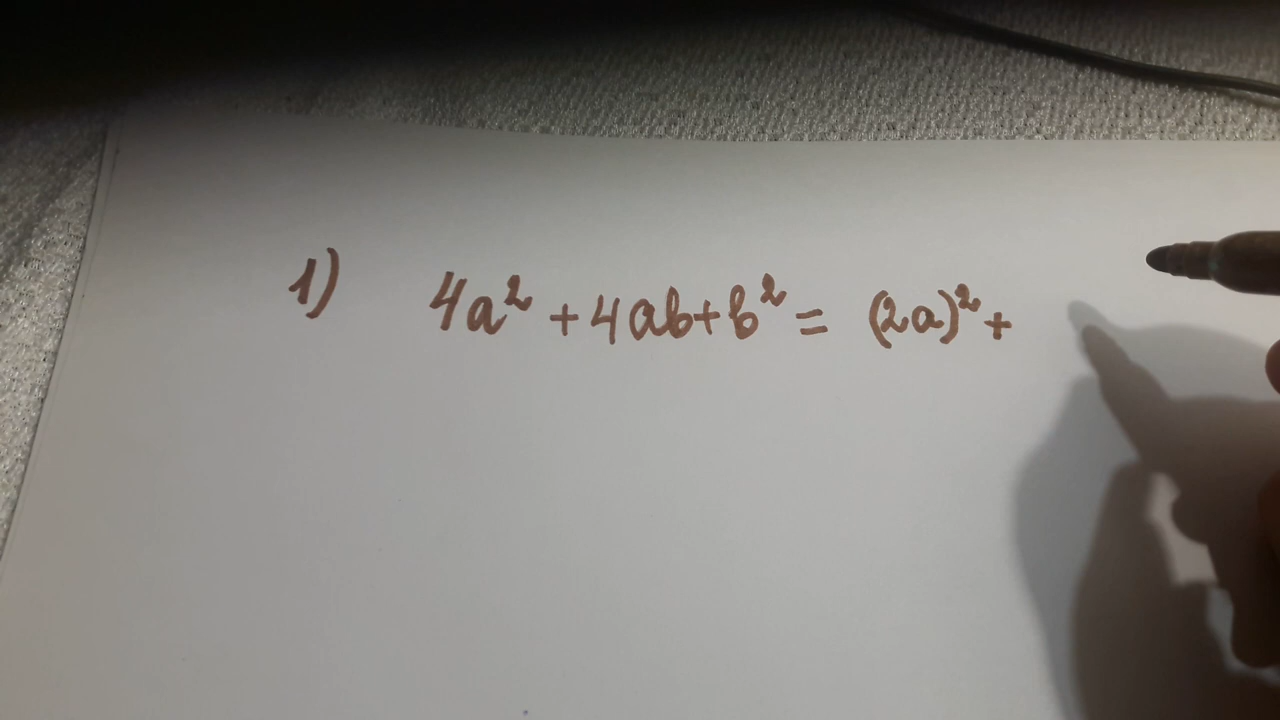 1) 4a² + 4ab + b² = (2a)² +